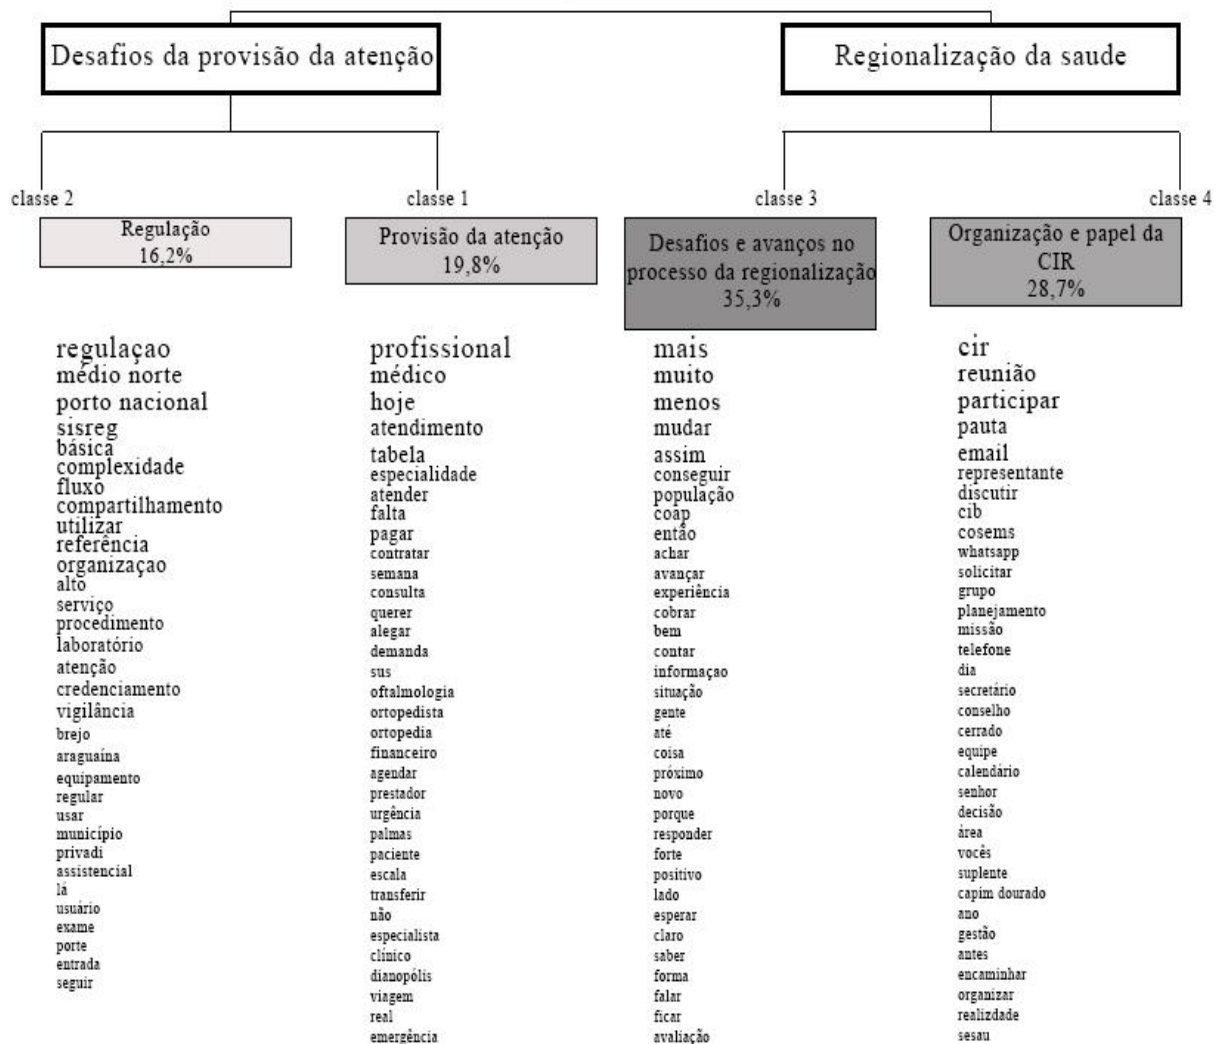 Desafios da provisão da atenção
Regionalização da saude
classe 2
classe 1
classe 3
classe 4
Regulação
16,2%
Provisão da atenção
19,8%
Desafios e avanços no
processo da regionalização
35,3%
Organização e papel da
CIR
28,7%
regulaçao
médio norte
porto nacional
sisreg
básica
complexidade
fluxo
compartilhamento
utilizar
referência
organizaçao
alto
serviço
procedimento
laboratório
atenção
credenciamento
vigilância
brejo
araguaína
equipamento
regular
usar
município
privadi
assistencial
lá
usuário
exame
porte
entrada
seguir
profissional
médico
hoje
atendimento
tabela
especialidade
atender
falta
pagar
contratar
semana
consulta
querer
alegar
demanda
sus
oftalmologia
ortopedista
ortopedia
financeiro
agendar
prestador
urgência
palmas
paciente
escala
transferir
não
especialista
clínico
dianopólis
viagem
real
emergência
mais
muito
menos
mudar
assim
conseguir
população
coap
então
achar
avançar
experiência
cobrar
bem
contar
informaçao
situação
gente
até
coisa
próximo
novo
porque
responder
forte
positivo
lado
esperar
claro
saber
forma
falar
ficar
avaliação
cir
reunião
participar
pauta
email
representante
discutir
cib
cosems
whatsapp
solicitar
grupo
planejamento
missão
telefone
dia
secretário
conselho
cerrado
equipe
calendário
senhor
decisão
área
vocês
suplente
capim dourado
ano
gestão
antes
encaminhar
organizar
realizdade
sesau